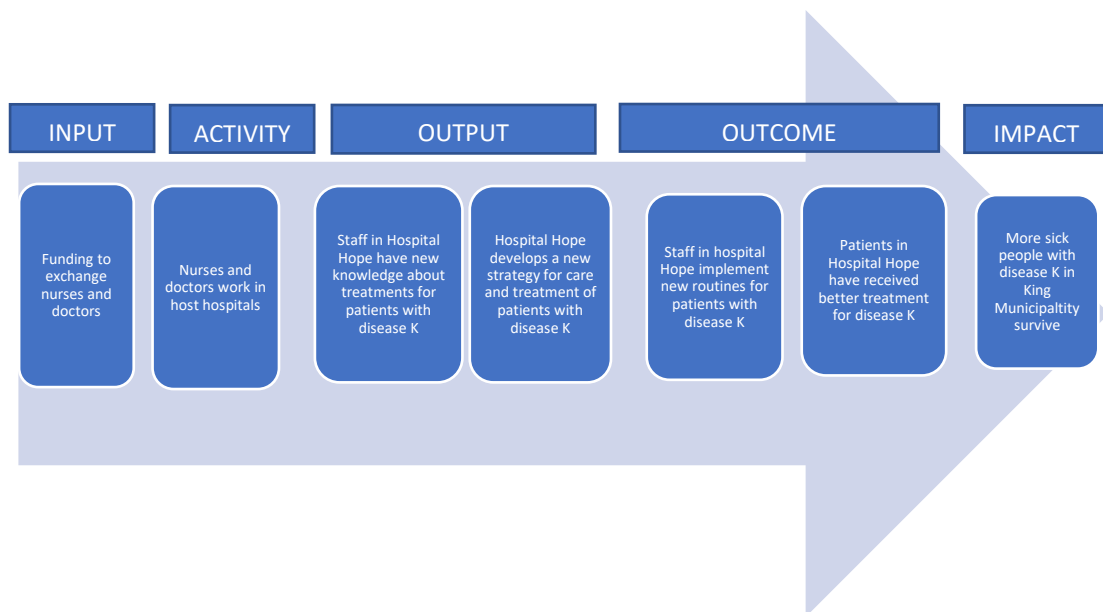 INPUT
ACTIVITY
OUTPUT
OUTCOME
IMPACT
Funding to
exchange
nurses and
doctors
Nurses and
doctors work in
host hospitals
Staff in Hospital
Hope have new
knowledge about
treatments for
patients with
disease K
Hospital Hope
develops a new
strategy for care
and treatment of
patients with
disease K
Staff in hospital
Hope implement
new routines for
patients with
disease K
Patients in
Hospital Hope
have received
better treatment
for disease K
More sick
people with
disease K in
King
Municipaltity
survive